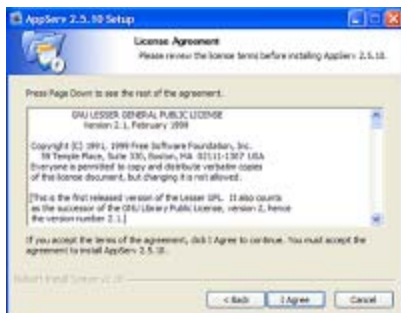 AppServ 2.5.10 Setup
License Agreement
Please review the license terms before installing AppServ 2.5.10.
Press Page Down to see the rest of the agreement.
GNU LESSER GENERAL PUBLIC LICENSE
Version 2.1, February 1999
Copyright (C) 1991, 1999 Free Software Foundation, Inc.
59 Temple Place, Suite 330, Boston, MA 02111-1307 USA
Everyone is permitted to copy and distribute verbatim copies
of this license document, but changing it is not allowed.
[This is the first released version of the Lesser GPL. It also counts
as the successor of the GNU Library Public License, version 2, hence
the version number 2.1.]
If you accept the terms of the agreement, click I Agree to continue. You must accept the
agreement to install AppServ 2.5.10.
< Back
I Agree
Cancel